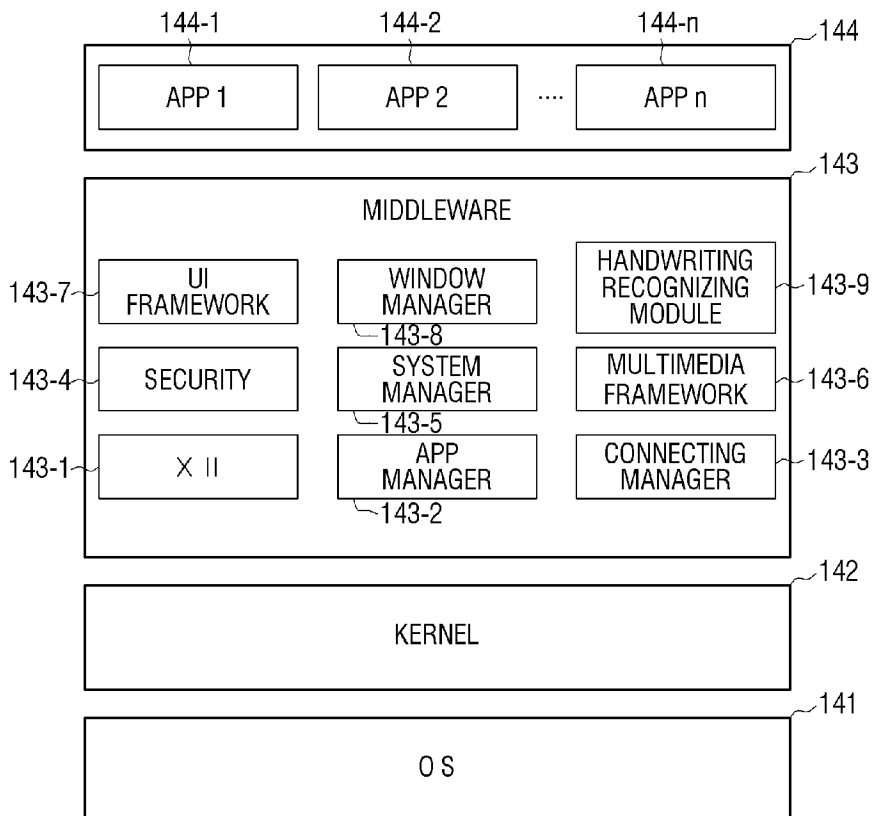 144-1 144-2 144-n 144
APP 1 APP 2 .... APP n
143
MIDDLEWARE
143-7 UI
FRAMEWORK
WINDOW
MANAGER
143-8
HANDWRITING
RECOGNIZING
MODULE
143-9
143-4 SECURITY
SYSTEM
MANAGER
143-5
MULTIMEDIA
FRAMEWORK
143-6
143-1 X II
APP
MANAGER
143-2
CONNECTING
MANAGER
143-3
142
KERNEL
141
O S